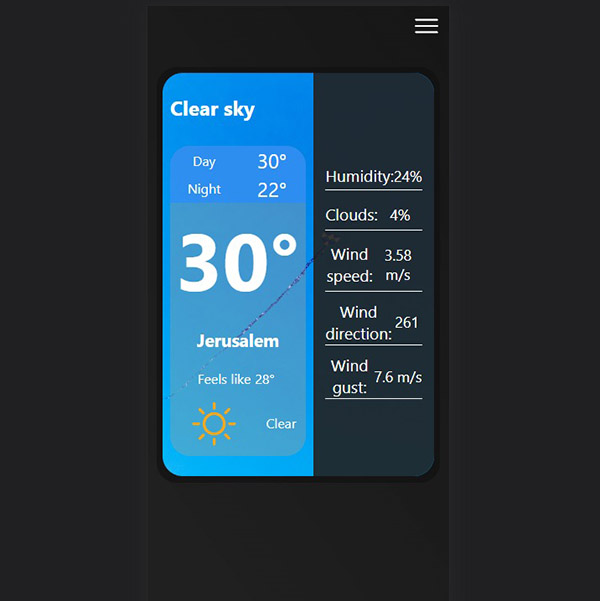 Clear sky
Day 30°
Night 22°
30°
Jerusalem
Feels like 28°
Clear
Humidity:24%
Clouds: 4%
Wind speed: 3.58 m/s
Wind direction: 261
Wind gust: 7.6 m/s